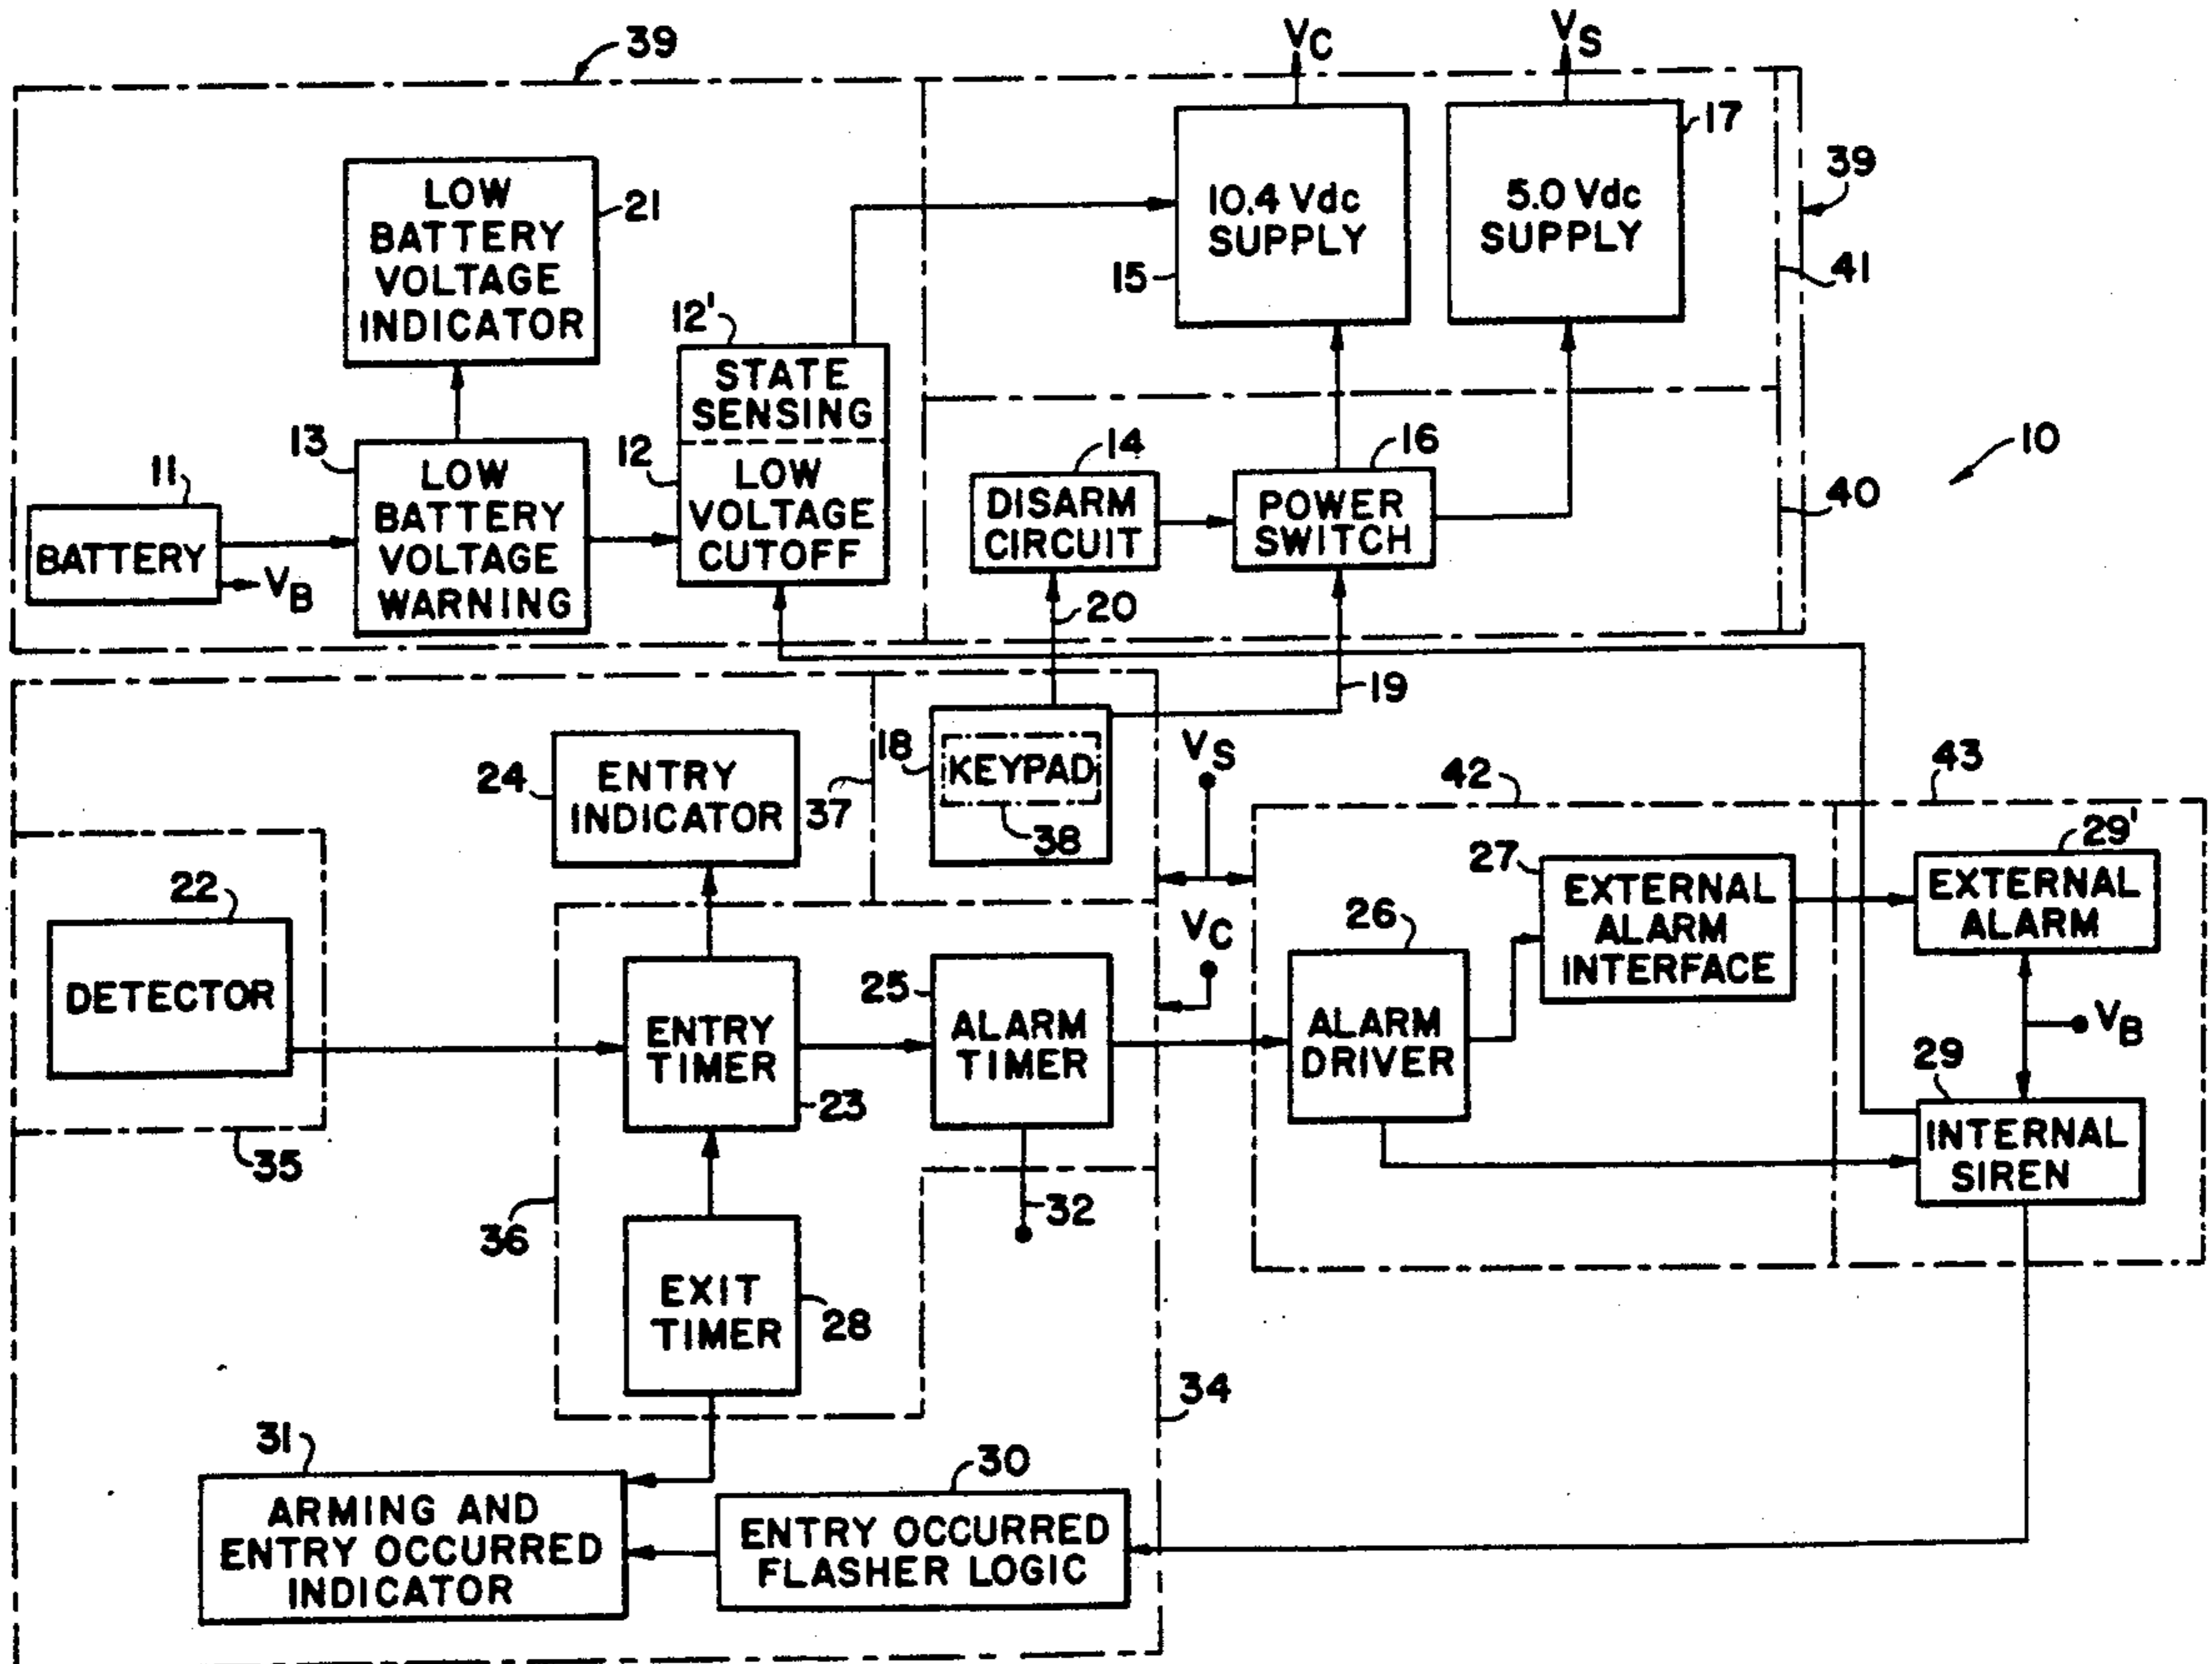 39
VC
VS
17
LOW
BATTERY
VOLTAGE
INDICATOR
21
10.4 Vdc
SUPPLY
15
5.0 Vdc
SUPPLY
39
41
12'
STATE
SENSING
13
LOW
BATTERY
VOLTAGE
WARNING
12
LOW
VOLTAGE
CUTOFF
11
BATTERY
VB
14
DISARM
CIRCUIT
16
POWER
SWITCH
10
40
20
19
24
ENTRY
INDICATOR
37
18
KEYPAD
38
VS
42
43
22
DETECTOR
35
ENTRY
TIMER
23
25
ALARM
TIMER
VC
26
ALARM
DRIVER
27
EXTERNAL
ALARM
INTERFACE
29'
EXTERNAL
ALARM
VB
29
INTERNAL
SIREN
36
32
EXIT
TIMER
28
34
31
ARMING AND
ENTRY OCCURRED
INDICATOR
30
ENTRY OCCURRED
FLASHER LOGIC